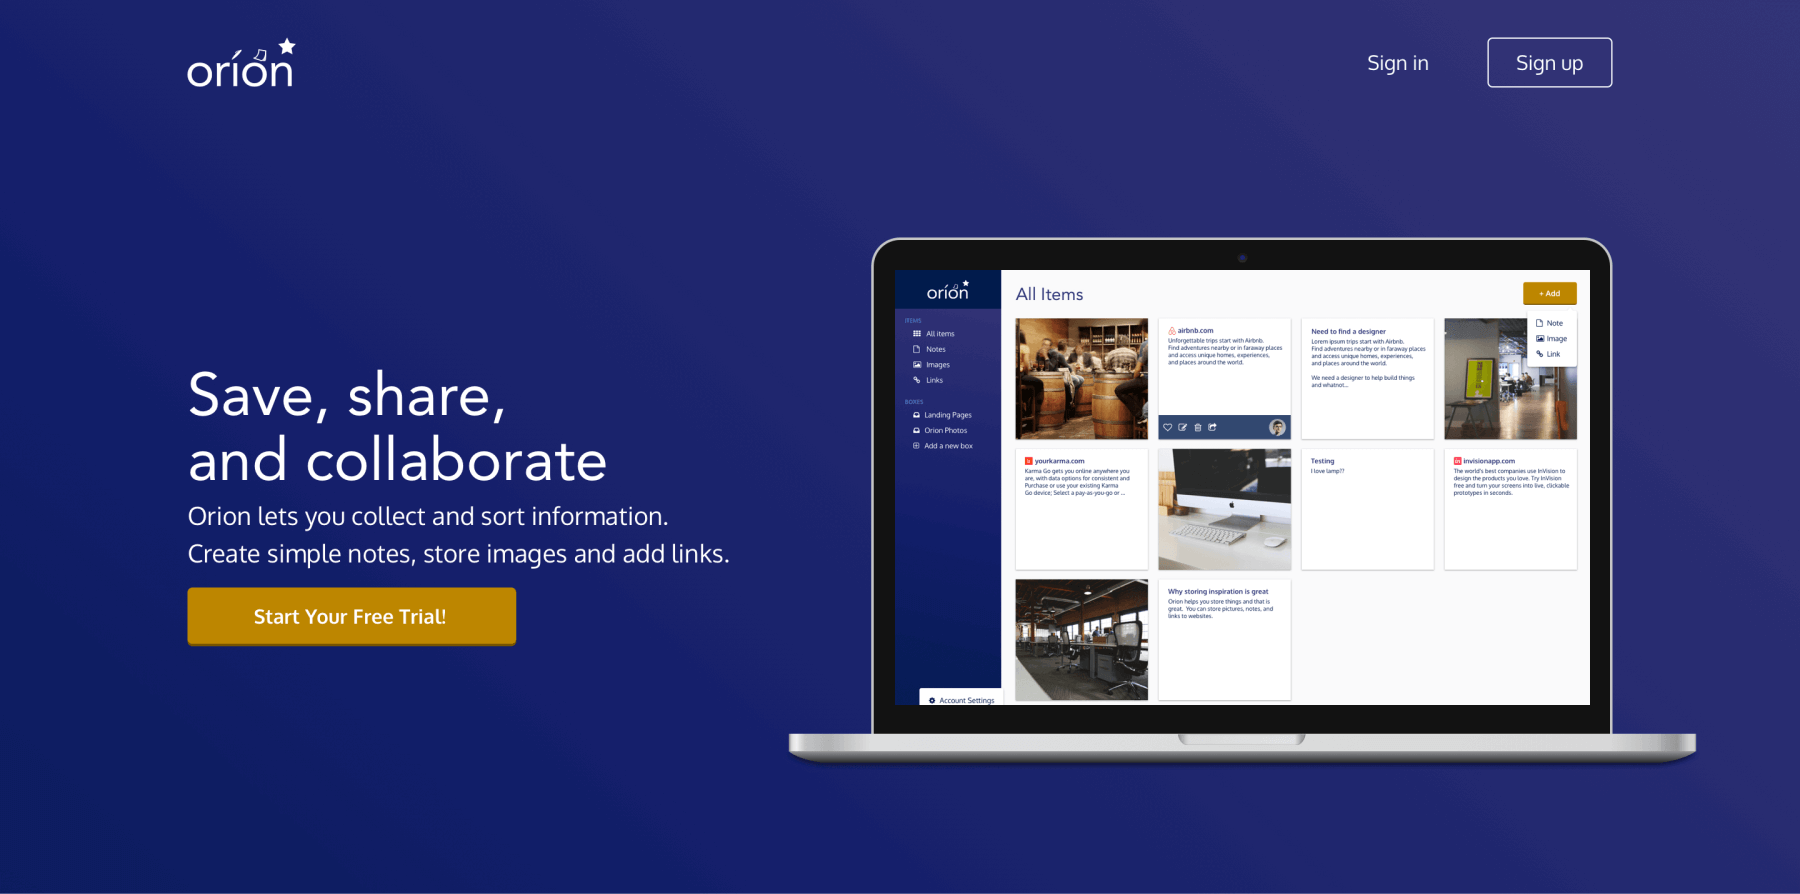 orion
Sign in
Sign up
Save, share,
and collaborate
Orion lets you collect and sort information.
Create simple notes, store images and add links.
Start Your Free Trial!
orion
ITEMS
All items
Notes
Images
Links
BOXES
Landing Pages
Orion Photos
Add a new box
Account Settings
All Items
+ Add
Note
Image
Link
airbnb.com
Unforgettable trips start with Airbnb.
Find adventures nearby or in faraway places
and access unique homes, experiences,
and places around the world.
Need to find a designer
Lorem ipsum trips start with Airbnb.
Find adventures nearby or in faraway places
and access unique homes, experiences,
and places around the world.
We need a designer to help build things
and whatnot...
yourkarma.com
Karma Go gets you online anywhere you
are, with data options for consistent and
Purchase or use your existing Karma
Go device; Select a pay-as-you-go or ...
Testing
I love lamp??
in
invisionapp.com
The world's best companies use InVision to
design the products you love. Try InVision
free and turn your screens into live, clickable
prototypes in seconds.
Why storing inspiration is great
Orion helps you store things and that is
great. You can store pictures, notes, and
links to websites.